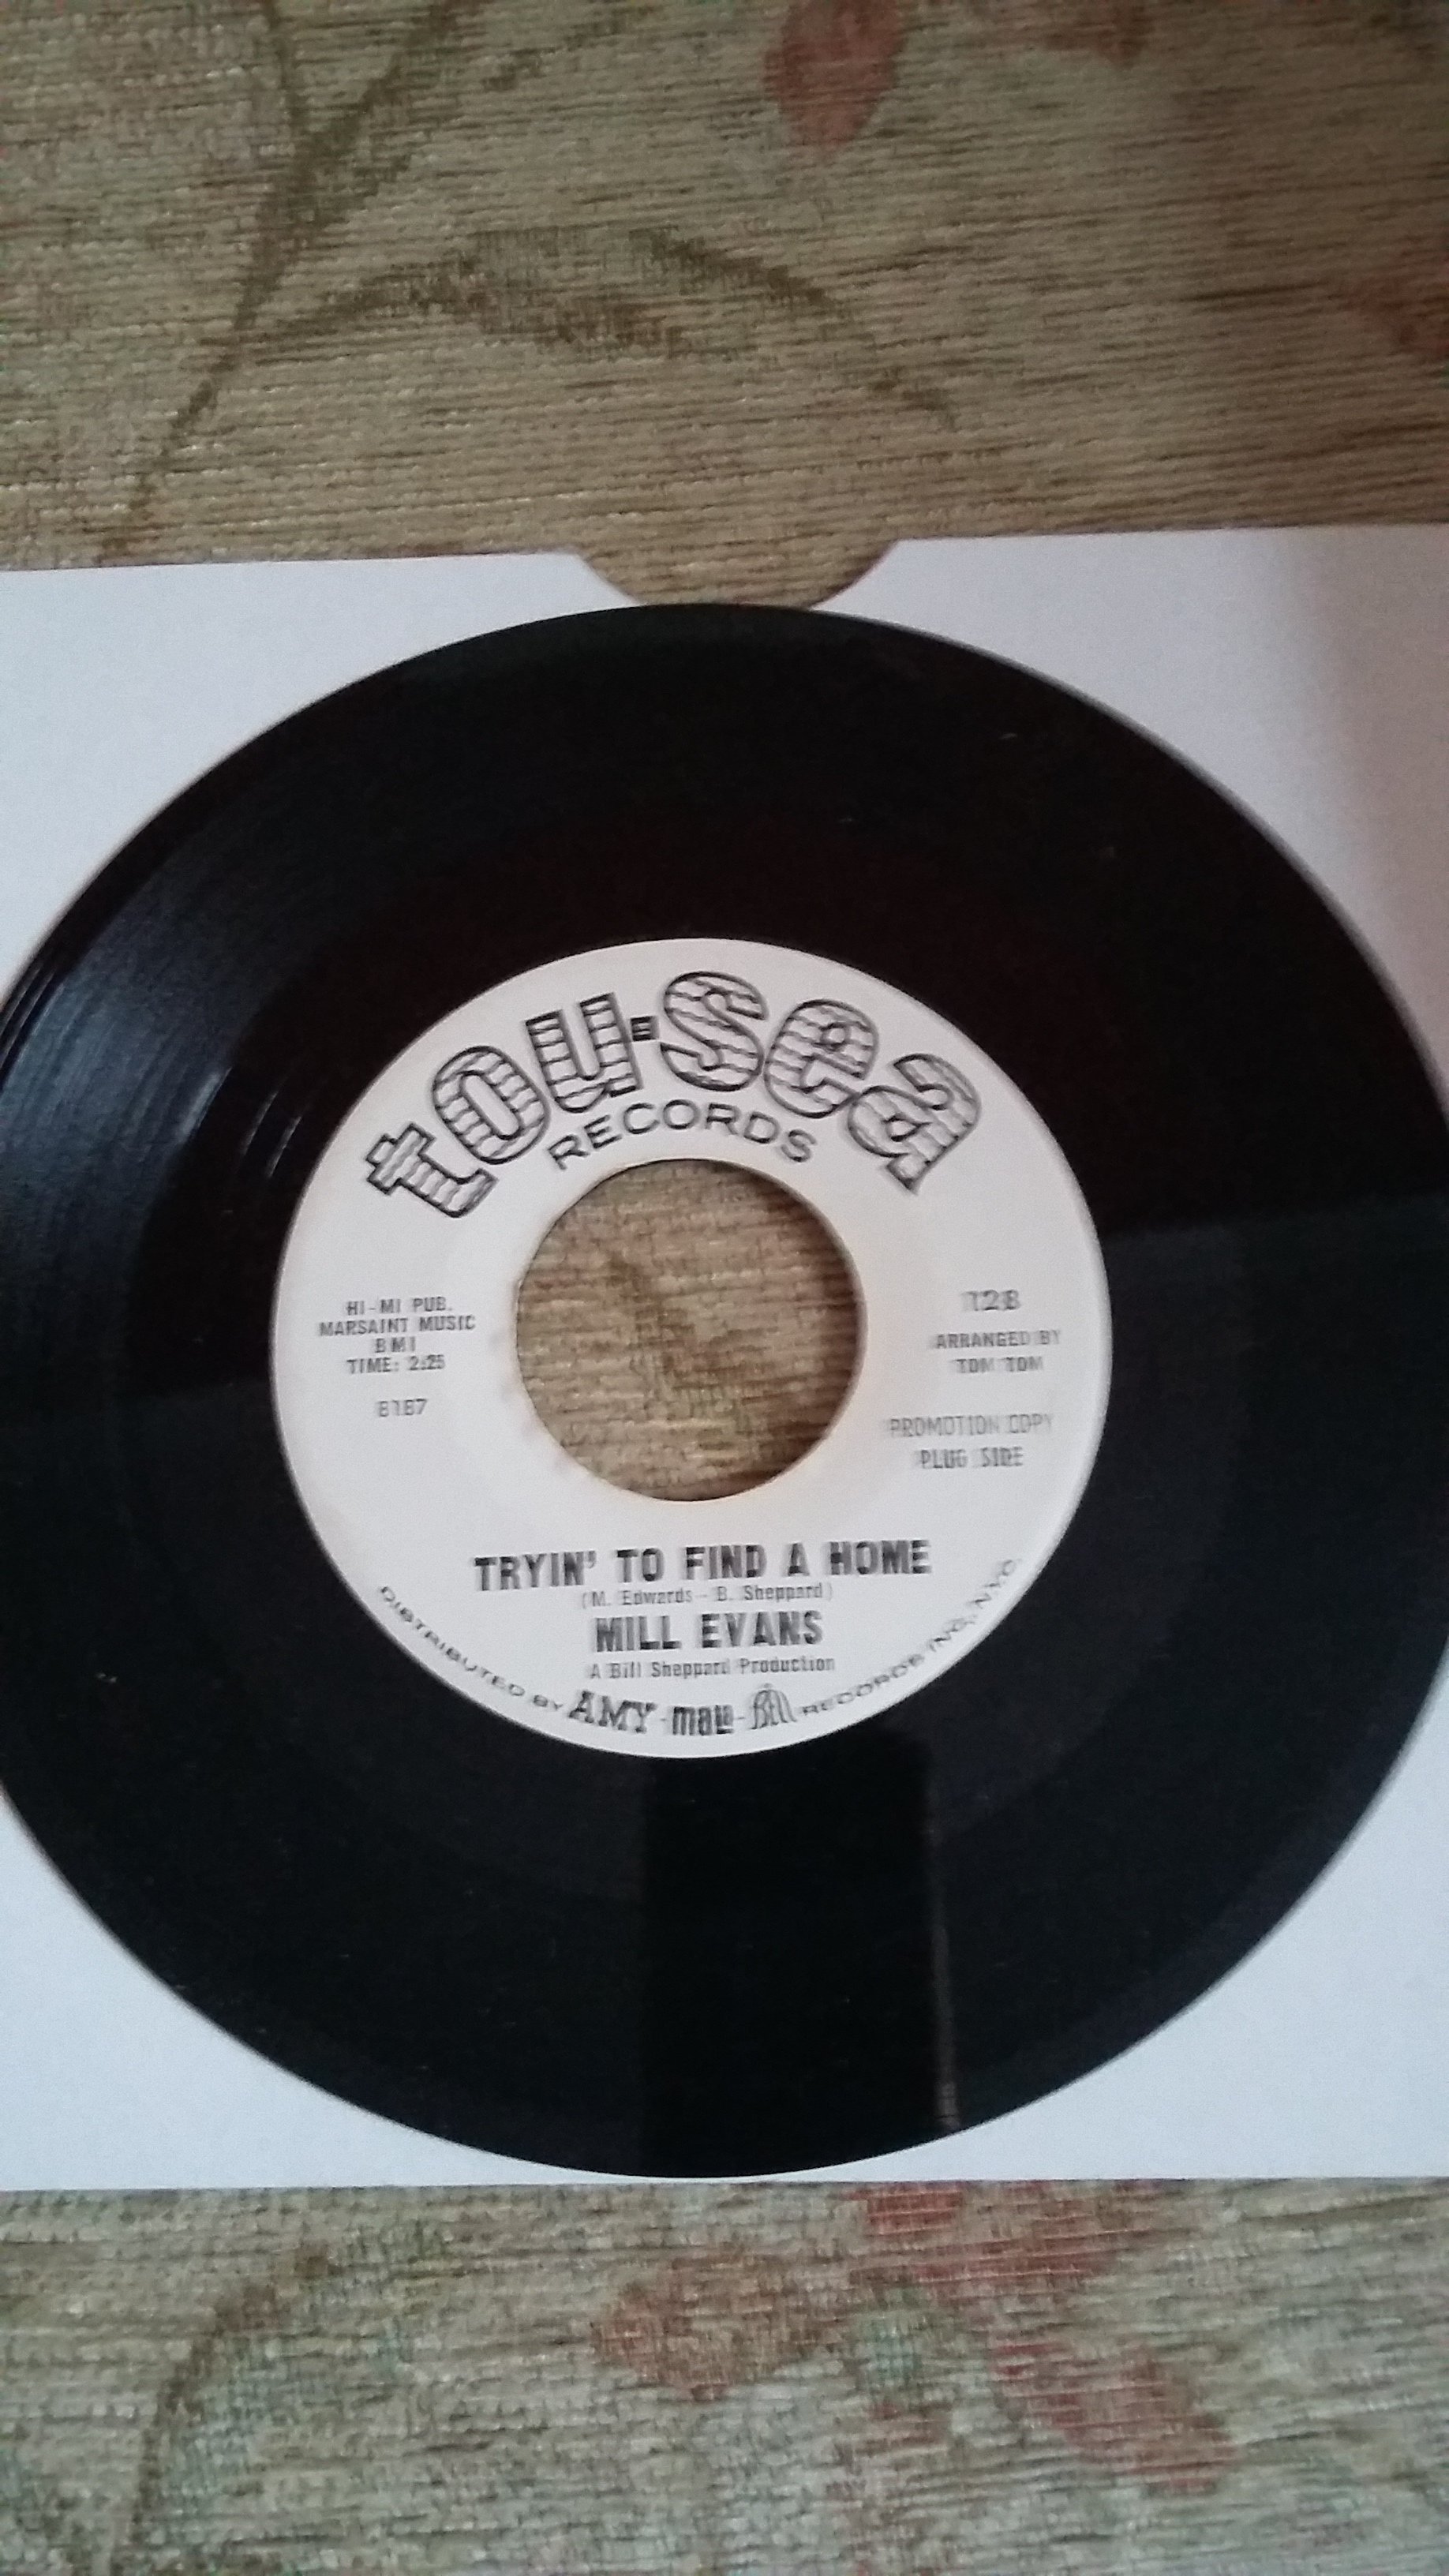 tou-sea
RECORDS
HI-MI PUB.
MARSAINT MUSIC
BMI
TIME: 2:25
8187
128
ARRANGED BY
TOM TOM
PROMOTION COPY
PLUG SIDE
TRYIN' TO FIND A HOME
(M. Edwards - B. Sheppard)
MILL EVANS
A Bill Sheppard Production
DISTRIBUTED BY AMY-mala-BELL RECORDS INC, N.Y.C.